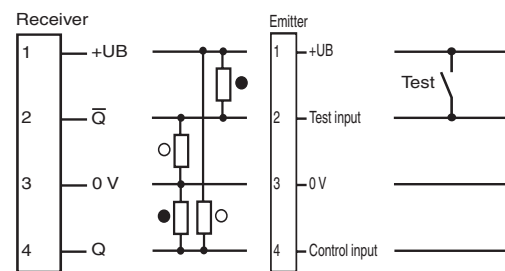 Receiver
1 +UB
2 Q̅
3 0 V
4 Q
Emitter
1 +UB
2 Test input
3 0 V
4 Control input
Test